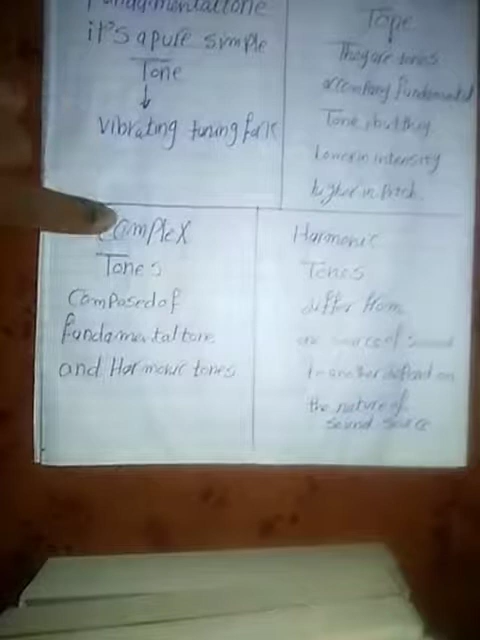 Fundamental tone
it's a pure simple
Tone
↓
Vibrating tuning fork
Tone
They are tones
accompany fundamental
Tone, but they
Lower in intensity
higher in Pitch
Complex
Tones
Composed of
fundamental tone
and Harmonic tones
Harmonic
Tones
differ from
one source of sound
to another depend on
the nature of
sound source